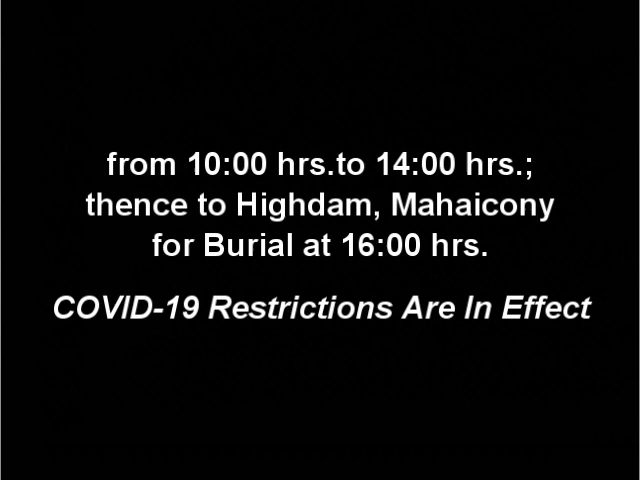 from 10:00 hrs.to 14:00 hrs.;
thence to Highdam, Mahaicony
for Burial at 16:00 hrs.
COVID-19 Restrictions Are In Effect